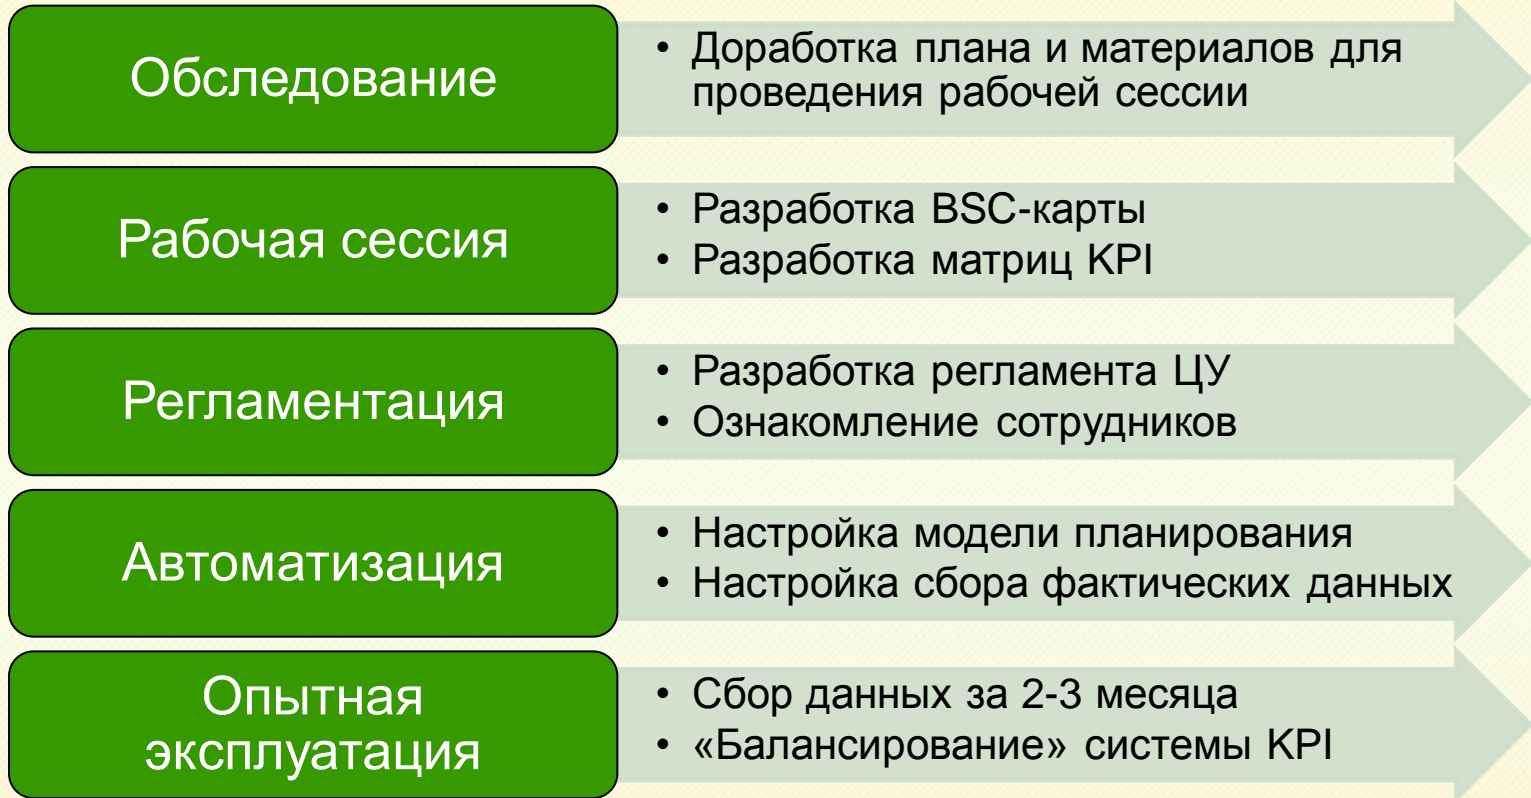 Обследование
• Доработка плана и материалов для
проведения рабочей сессии
Рабочая сессия
• Разработка BSC-карты
• Разработка матриц KPI
Регламентация
• Разработка регламента ЦУ
• Ознакомление сотрудников
Автоматизация
• Настройка модели планирования
• Настройка сбора фактических данных
Опытная
эксплуатация
• Сбор данных за 2-3 месяца
• «Балансирование» системы KPI